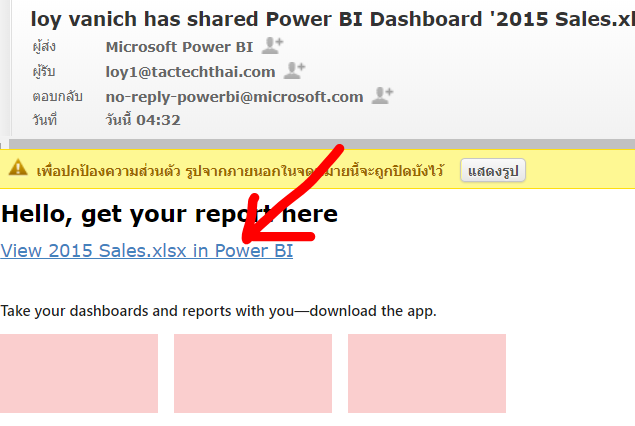 loy vanich has shared Power BI Dashboard '2015 Sales.xl
ผู้ส่ง Microsoft Power BI
ผู้รับ loy1@tactechthai.com
ตอบกลับ no-reply-powerbi@microsoft.com
วันที่ วันนี้ 04:32
เพื่อปกป้องความส่วนตัว รูปจากภายนอกในจดหมายนี้จะถูกปิดบังไว้ แสดงรูป
Hello, get your report here
View 2015 Sales.xlsx in Power BI
Take your dashboards and reports with you—download the app.